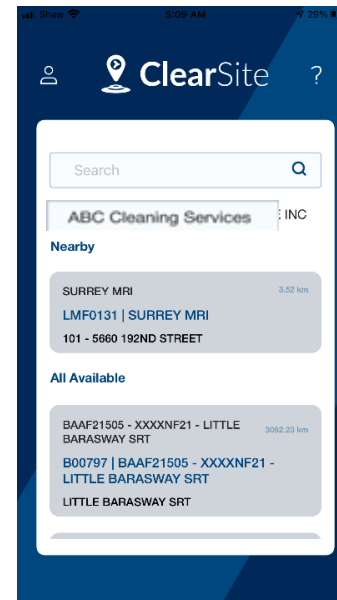 Shaw 5:09 AM 29%
ClearSite ?
Search
ABC Cleaning Services INC
Nearby
SURREY MRI 3.52 km
LMF0131 | SURREY MRI
101 - 5660 192ND STREET
All Available
BAAF21505 - XXXXNF21 - LITTLE 3062.23 km
BARASWAY SRT
B00797 | BAAF21505 - XXXXNF21 -
LITTLE BARASWAY SRT
LITTLE BARASWAY SRT